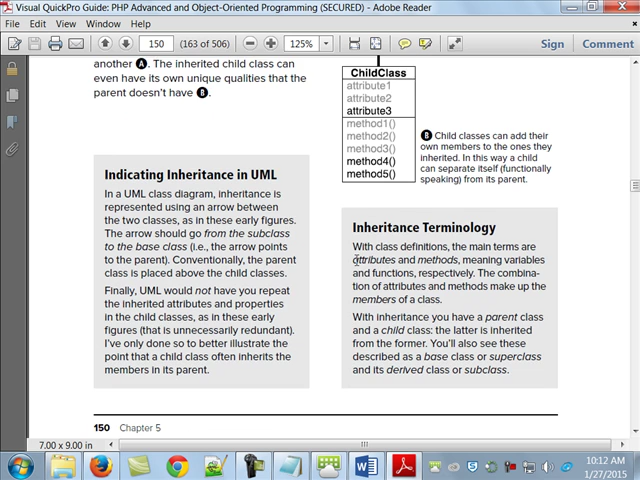 Visual QuickPro Guide: PHP Advanced and Object-Oriented Programming (SECURED) - Adobe Reader
File Edit View Window Help
150 (163 of 506) 125% Sign Comment
another A. The inherited child class can
even have its own unique qualities that the
parent doesn't have B.
ChildClass
attribute1
attribute2
attribute3
method1()
method2()
method3()
method4()
method5()
B Child classes can add their
own members to the ones they
inherited. In this way a child
can separate itself (functionally
speaking) from its parent.
Indicating Inheritance in UML
In a UML class diagram, inheritance is
represented using an arrow between
the two classes, as in these early figures.
The arrow should go from the subclass
to the base class (i.e., the arrow points
to the parent). Conventionally, the parent
class is placed above the child classes.
Finally, UML would not have you repeat
the inherited attributes and properties
in the child classes, as in these early
figures (that is unnecessarily redundant).
I've only done so to better illustrate the
point that a child class often inherits the
members in its parent.
Inheritance Terminology
With class definitions, the main terms are
attributes and methods, meaning variables
and functions, respectively. The combina-
tion of attributes and methods make up the
members of a class.
With inheritance you have a parent class
and a child class: the latter is inherited
from the former. You'll also see these
described as a base class or superclass
and its derived class or subclass.
150 Chapter 5
7.00 x 9.00 in
10:12 AM
1/27/2015